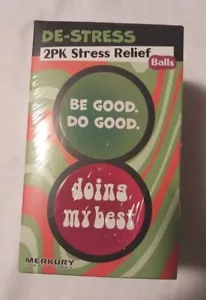 DE-STRESS
2PK Stress Relief
Balls
BE GOOD.
DO GOOD.
doing
my best
MERKURY